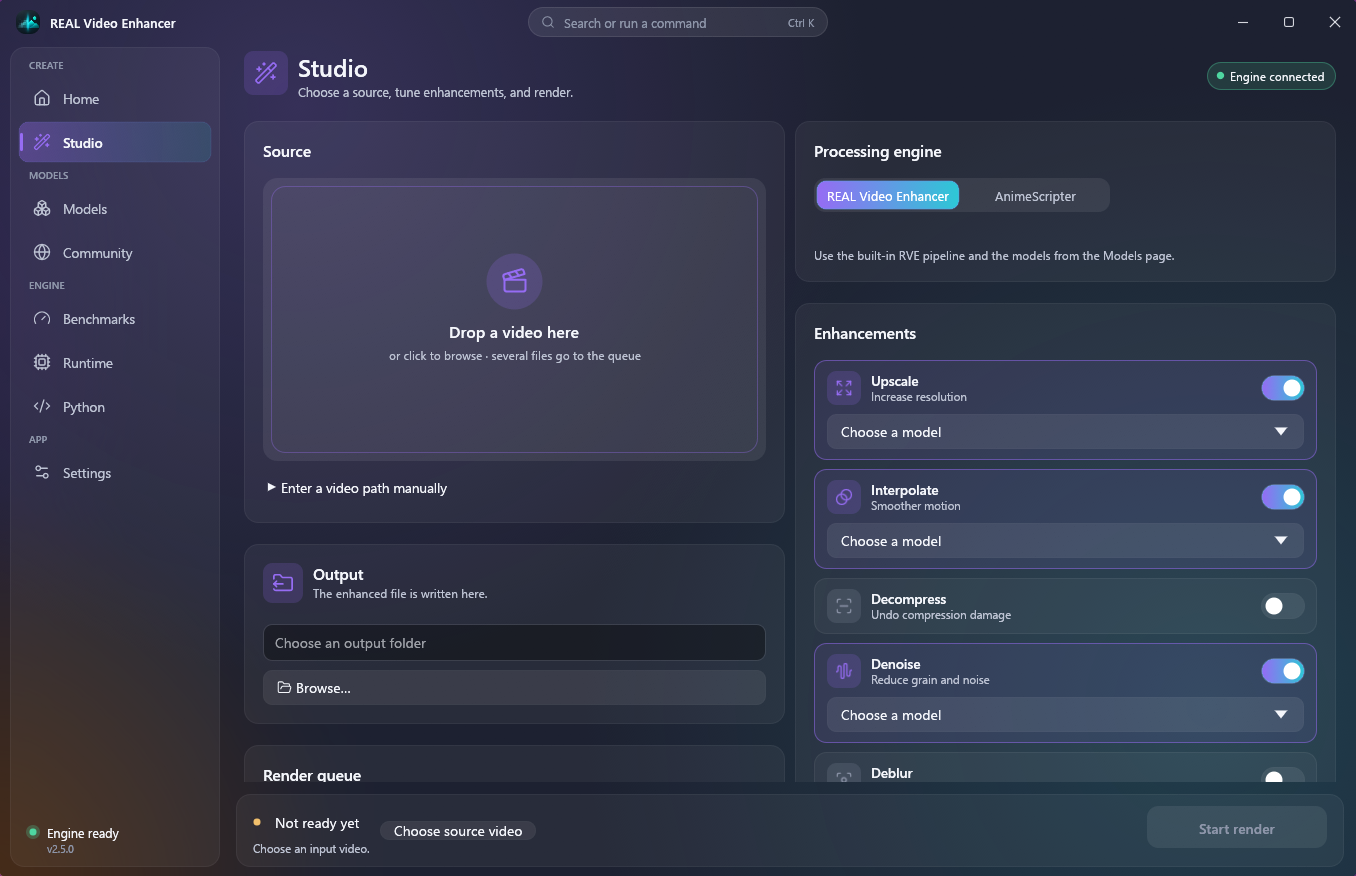 REAL Video Enhancer
Search or run a command
Ctrl K
CREATE
Home
Studio
MODELS
Models
Community
ENGINE
Benchmarks
Runtime
Python
APP
Settings
Engine ready
v2.5.0
Studio
Choose a source, tune enhancements, and render.
Engine connected
Source
Drop a video here
or click to browse · several files go to the queue
Enter a video path manually
Output
The enhanced file is written here.
Choose an output folder
Browse...
Render queue
Processing engine
REAL Video Enhancer
AnimeScripter
Use the built-in RVE pipeline and the models from the Models page.
Enhancements
Upscale
Increase resolution
Choose a model
Interpolate
Smoother motion
Choose a model
Decompress
Undo compression damage
Denoise
Reduce grain and noise
Choose a model
Deblur
Not ready yet
Choose source video
Choose an input video.
Start render